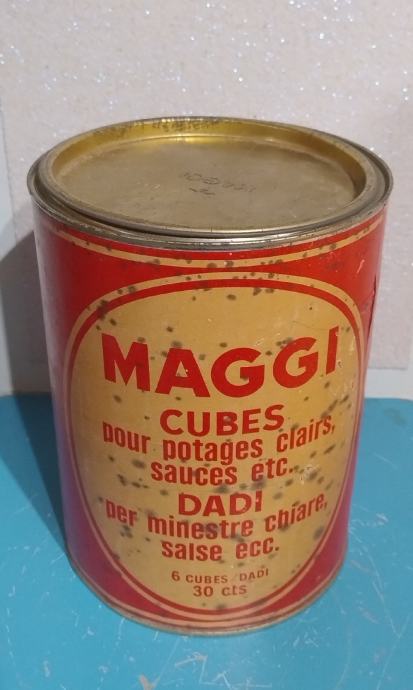 MAGGI
CUBES
pour potages clairs,
sauces etc.
DADI
per minestre chiare,
salse ecc.
6 CUBES/DADI
30 cts